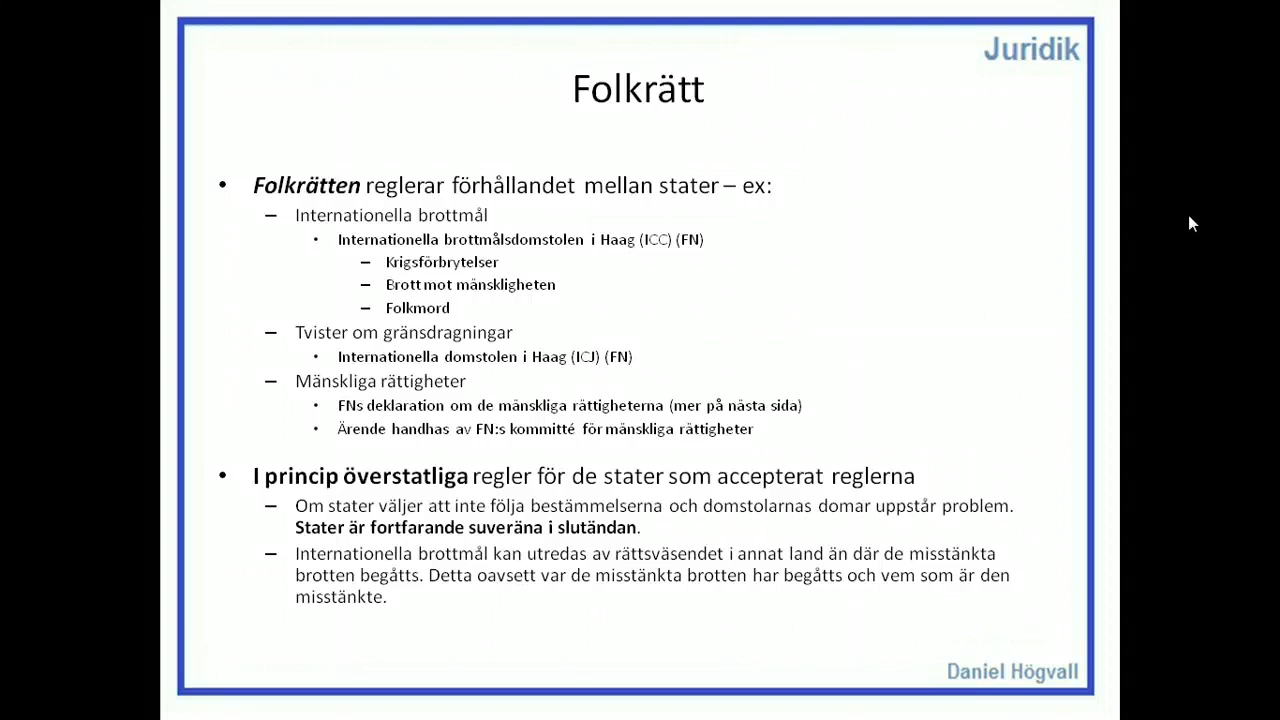 Juridik
Folkrätt
• Folkrätten reglerar förhållandet mellan stater – ex:
– Internationella brottmål
• Internationella brottmålsdomstolen i Haag (ICC) (FN)
– Krigsförbrytelser
– Brott mot mänskligheten
– Folkmord
– Tvister om gränsdragningar
• Internationella domstolen i Haag (ICJ) (FN)
– Mänskliga rättigheter
• FNs deklaration om de mänskliga rättigheterna (mer på nästa sida)
• Ärende handhas av FN:s kommitté för mänskliga rättigheter
• I princip överstatliga regler för de stater som accepterat reglerna
– Om stater väljer att inte följa bestämmelserna och domstolarnas domar uppstår problem.
Stater är fortfarande suveräna i slutändan.
– Internationella brottmål kan utredas av rättsväsendet i annat land än där de misstänkta
brotten begåtts. Detta oavsett var de misstänkta brotten har begåtts och vem som är den
misstänkte.
Daniel Högvall